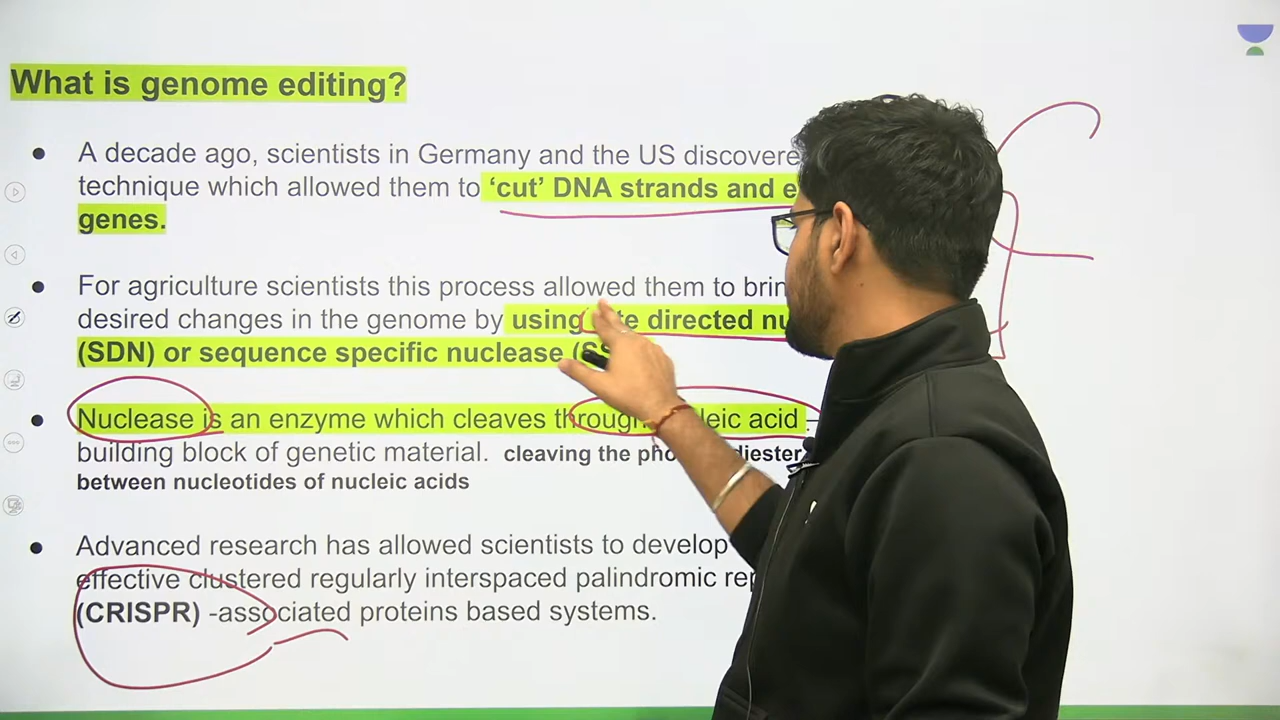 What is genome editing?
● A decade ago, scientists in Germany and the US discovere
technique which allowed them to ‘cut’ DNA strands and e
genes.
● For agriculture scientists this process allowed them to brin
desired changes in the genome by using directed nu
(SDN) or sequence specific nuclease (S
● Nuclease is an enzyme which cleaves through leic acid
building block of genetic material. cleaving the pho diester
between nucleotides of nucleic acids
● Advanced research has allowed scientists to develop
effective clustered regularly interspaced palindromic rep
(CRISPR) -associated proteins based systems.